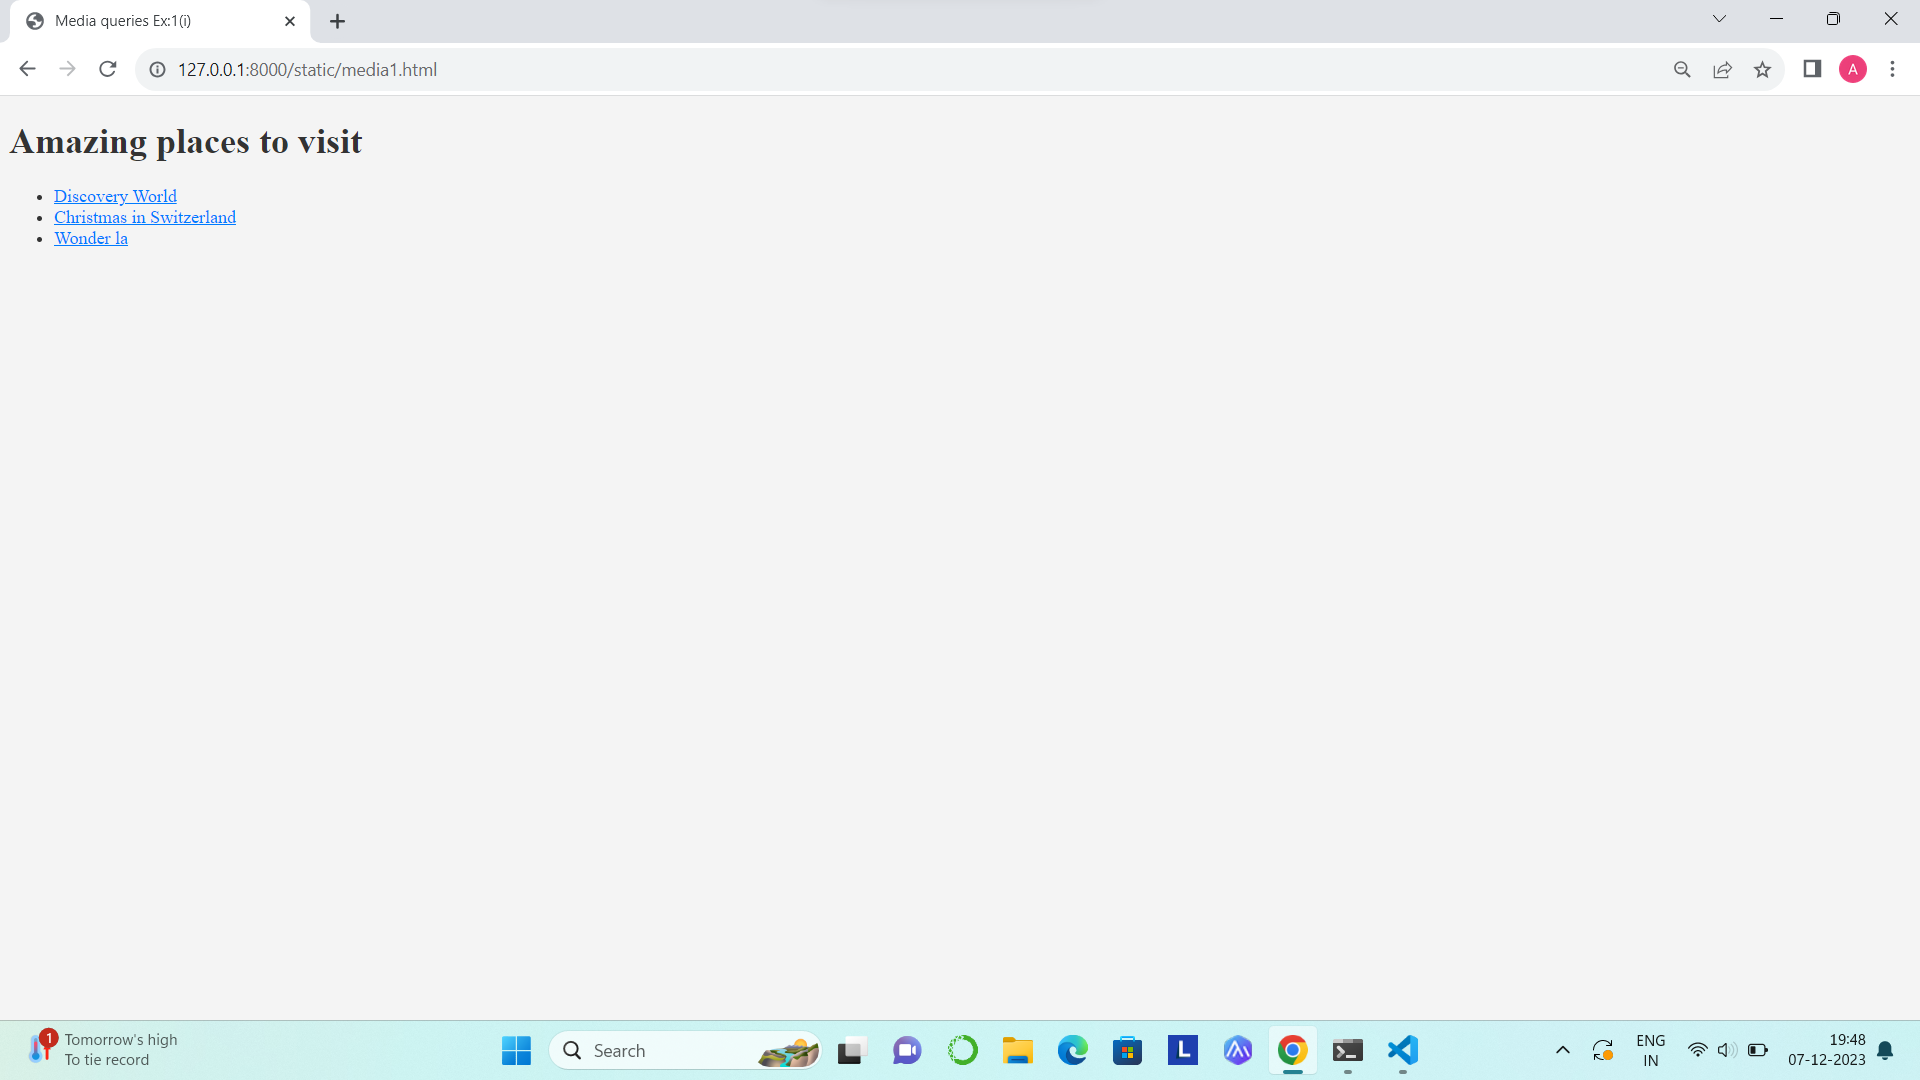 Media queries Ex:1(i)
127.0.0.1:8000/static/media1.html
A
Amazing places to visit
Discovery World
Christmas in Switzerland
Wonder la
1
Tomorrow's high
To tie record
Search
L
ENG
IN
19:48
07-12-2023